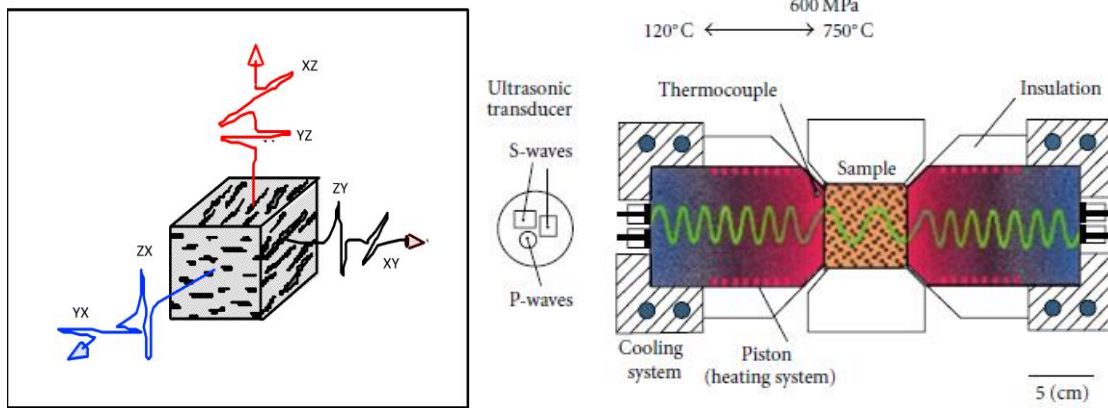 XZ
YZ
ZY
XY
ZX
YX
600 MPa
120°C
750°C
Ultrasonic
transducer
S-waves
P-waves
Thermocouple
Insulation
Sample
Cooling
system
Piston
(heating system)
5 (cm)